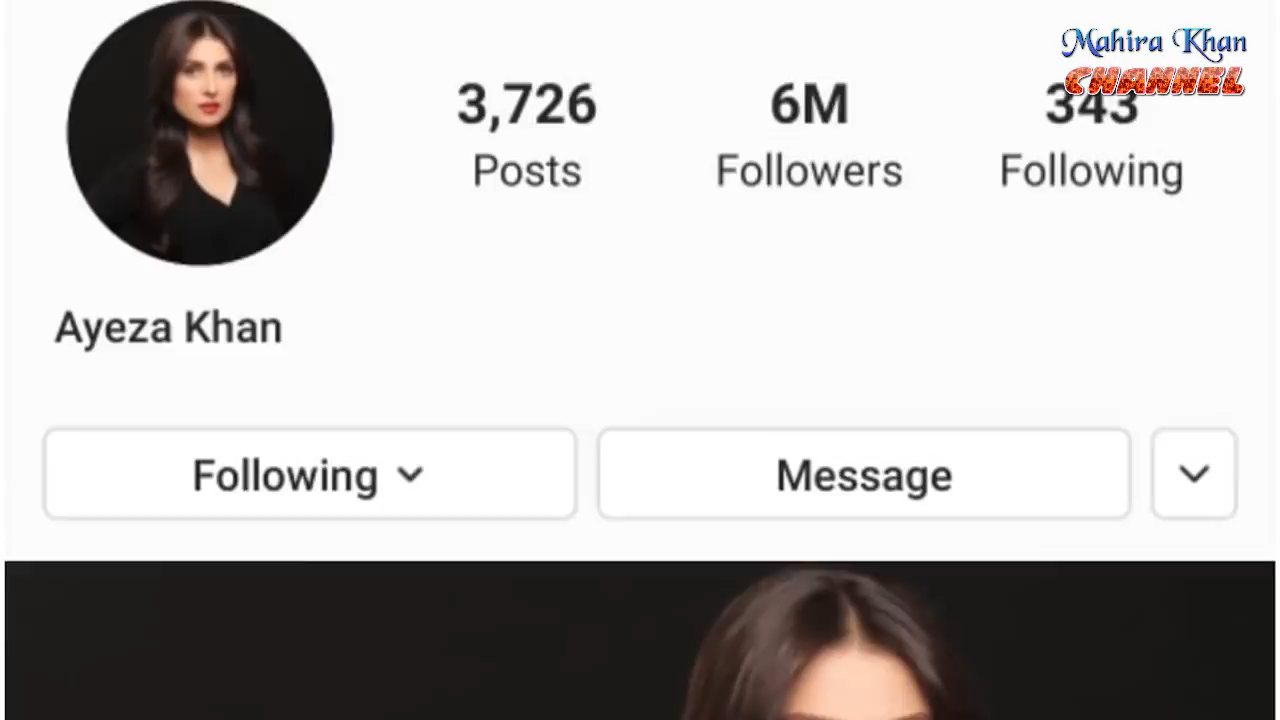 Mahira Khan
CHANNEL
3,726 6M 343
Posts Followers Following
Ayeza Khan
Following Message